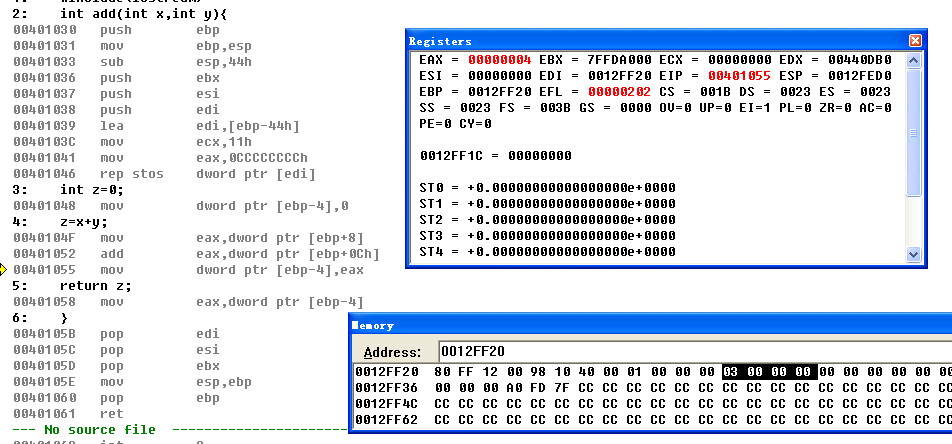 2:    int add(int x,int y){
00401030   push        ebp
00401031   mov         ebp,esp
00401033   sub         esp,44h
00401036   push        ebx
00401037   push        esi
00401038   push        edi
00401039   lea         edi,[ebp-44h]
0040103C   mov         ecx,11h
00401041   mov         eax,0CCCCCCCCh
00401046   rep stos    dword ptr [edi]
3:    int z=0;
00401048   mov         dword ptr [ebp-4],0
4:    z=x+y;
0040104F   mov         eax,dword ptr [ebp+8]
00401052   add         eax,dword ptr [ebp+0Ch]
00401055   mov         dword ptr [ebp-4],eax
5:    return z;
00401058   mov         eax,dword ptr [ebp-4]
6:    }
0040105B   pop         edi
0040105C   pop         esi
0040105D   pop         ebx
0040105E   mov         esp,ebp
00401060   pop         ebp
00401061   ret
--- No source file
Registers
EAX = 00000004 EBX = 7FFDA000 ECX = 00000000 EDX = 00440DB0
ESI = 00000000 EDI = 0012FF20 EIP = 00401055 ESP = 0012FED0
EBP = 0012FF20 EFL = 00000202 CS = 001B DS = 0023 ES = 0023
SS = 0023 FS = 003B GS = 0000 OV=0 UP=0 EI=1 PL=0 ZR=0 AC=0
PE=0 CY=0
0012FF1C = 00000000
ST0 = +0.00000000000000000e+0000
ST1 = +0.00000000000000000e+0000
ST2 = +0.00000000000000000e+0000
ST3 = +0.00000000000000000e+0000
ST4 = +0.00000000000000000e+0000
Memory
Address: 0012FF20
0012FF20  80 FF 12 00 98 10 40 00 01 00 00 00 03 00 00 00 00 00 00 00 00
0012FF36  00 00 00 A0 FD 7F CC CC CC CC CC CC CC CC CC CC CC CC CC CC CC
0012FF4C  CC CC CC CC CC CC CC CC CC CC CC CC CC CC CC CC CC CC CC CC CC
0012FF62  CC CC CC CC CC CC CC CC CC CC CC CC CC CC CC CC CC CC CC CC CC